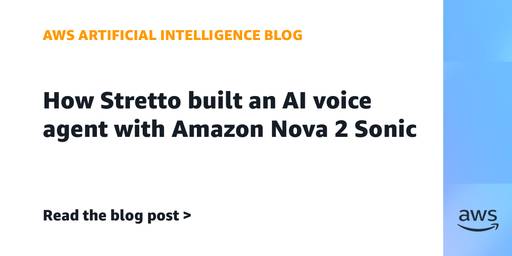 AWS ARTIFICIAL INTELLIGENCE BLOG
How Stretto built an AI voice
agent with Amazon Nova 2 Sonic
Read the blog post >
aws